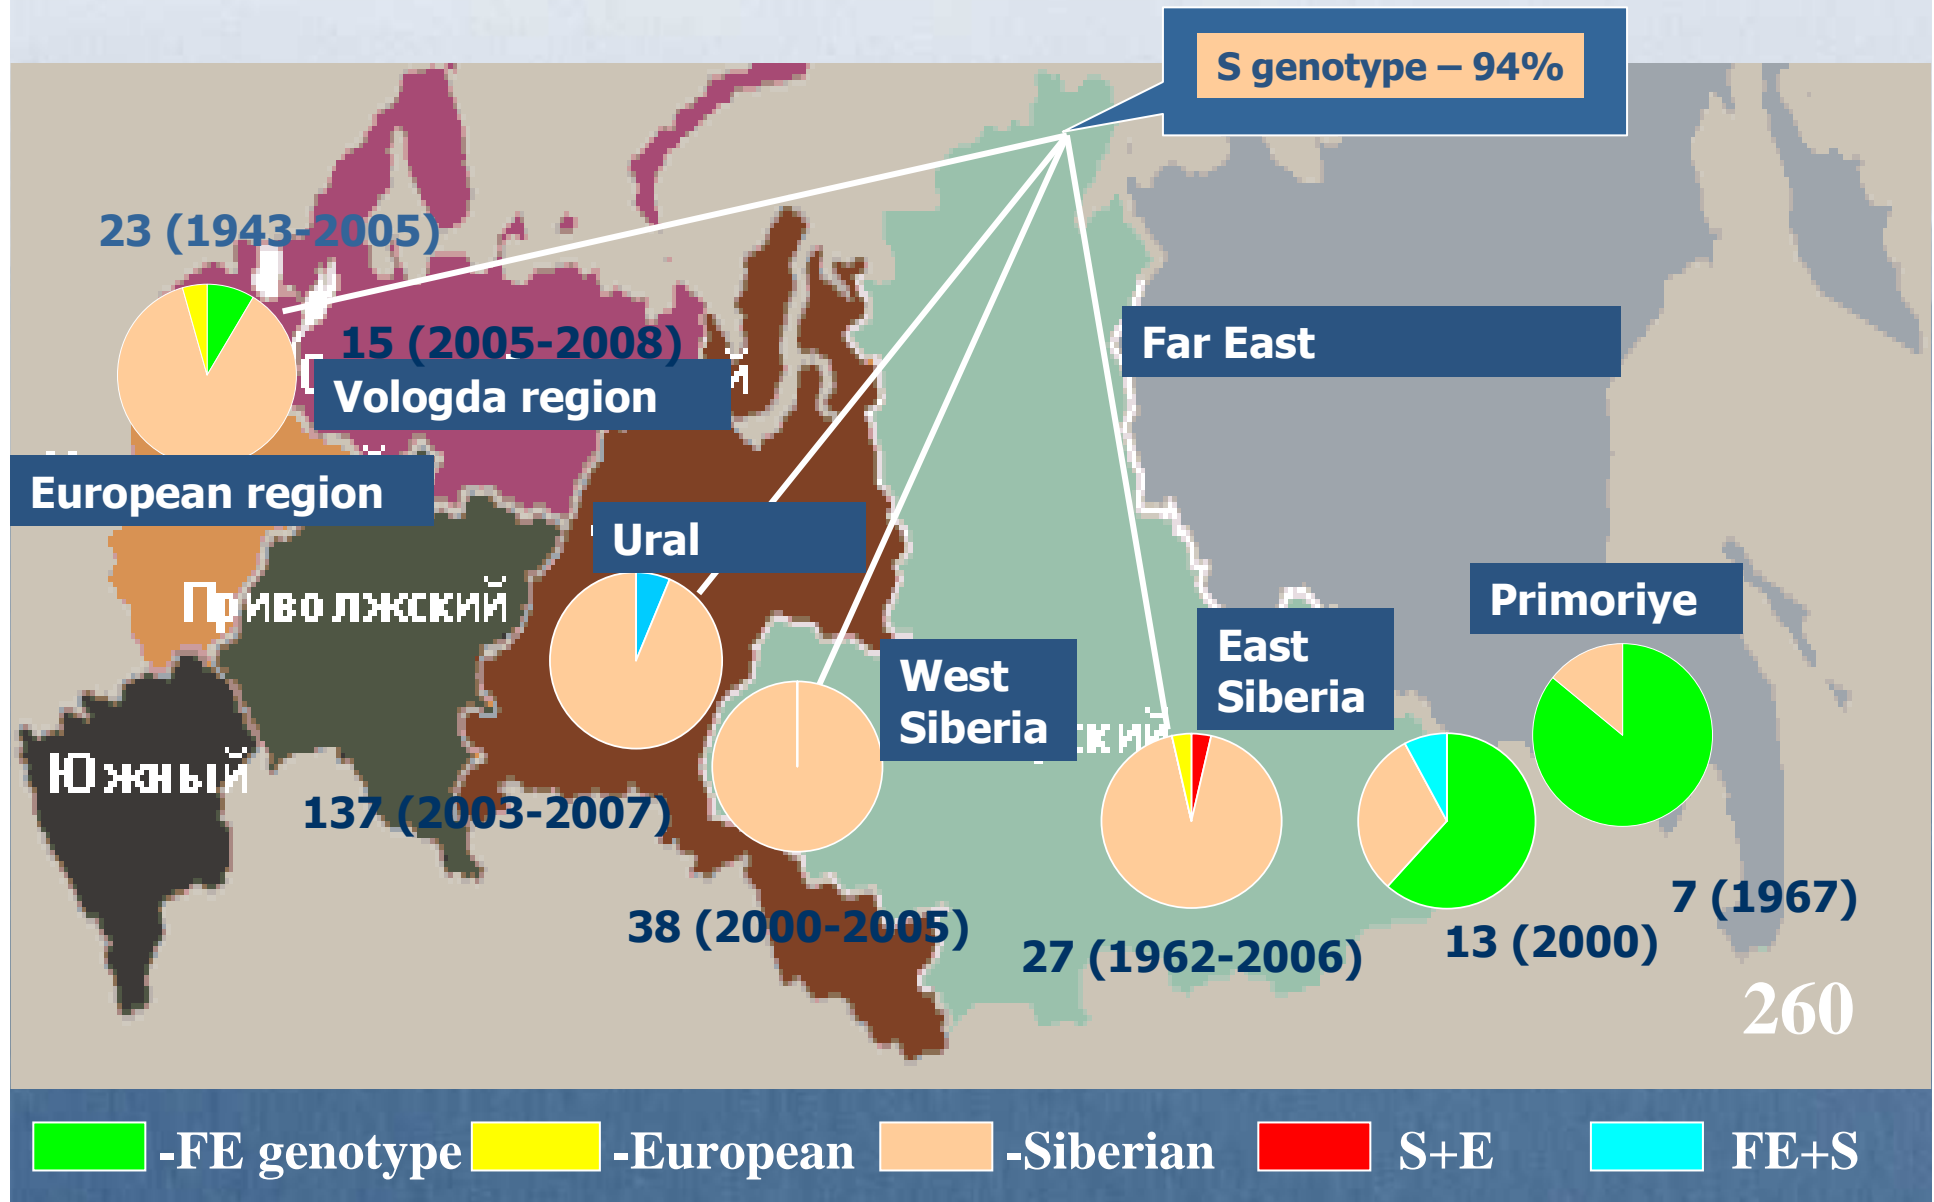 S genotype – 94%
23 (1943-2005)
15 (2005-2008)
Far East
Vologda region
European region
Ural
Приволжский
Primoriye
East
Siberia
West
Siberia
Южный
137 (2003-2007)
38 (2000-2005)
27 (1962-2006)
13 (2000)
7 (1967)
260
-FE genotype
-European
-Siberian
S+E
FE+S